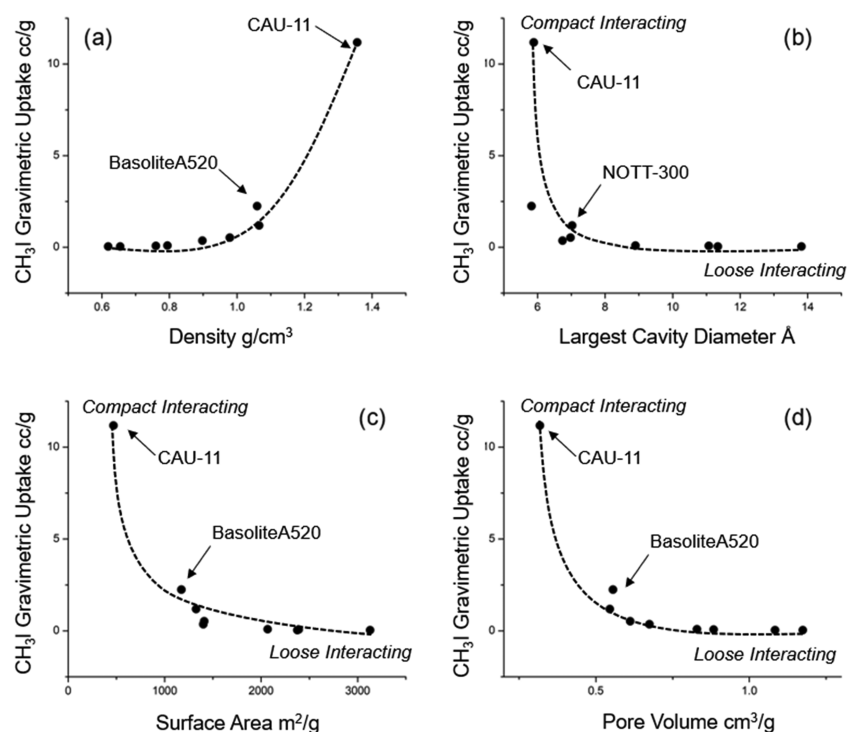 (a)
CH₃I Gravimetric Uptake cc/g
10
5
0
CAU-11
BasoliteA520
0.6 0.8 1.0 1.2 1.4
Density g/cm³
(b)
CH₃I Gravimetric Uptake cc/g
10
5
0
Compact Interacting
CAU-11
NOTT-300
Loose Interacting
6 8 10 12 14
Largest Cavity Diameter Å
(c)
CH₃I Gravimetric Uptake cc/g
10
5
0
Compact Interacting
CAU-11
BasoliteA520
Loose Interacting
0 1000 2000 3000
Surface Area m²/g
(d)
CH₃I Gravimetric Uptake cc/g
10
5
0
Compact Interacting
CAU-11
BasoliteA520
Loose Interacting
0.5 1.0
Pore Volume cm³/g